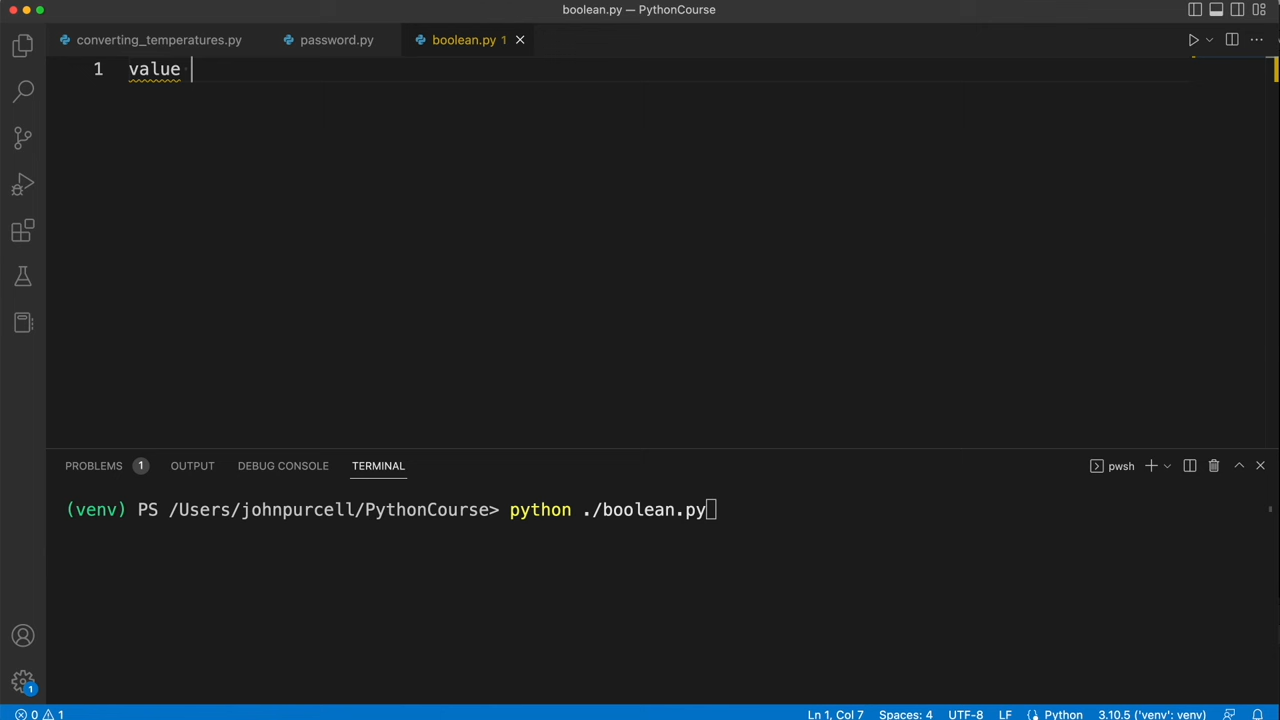 boolean.py — PythonCourse
converting_temperatures.py password.py boolean.py 1
1 value
PROBLEMS 1 OUTPUT DEBUG CONSOLE TERMINAL pwsh
(venv) PS /Users/johnpurcell/PythonCourse> python ./boolean.py
1
0 1 Ln 1, Col 7 Spaces: 4 UTF-8 LF Python 3.10.5 ('venv': venv)